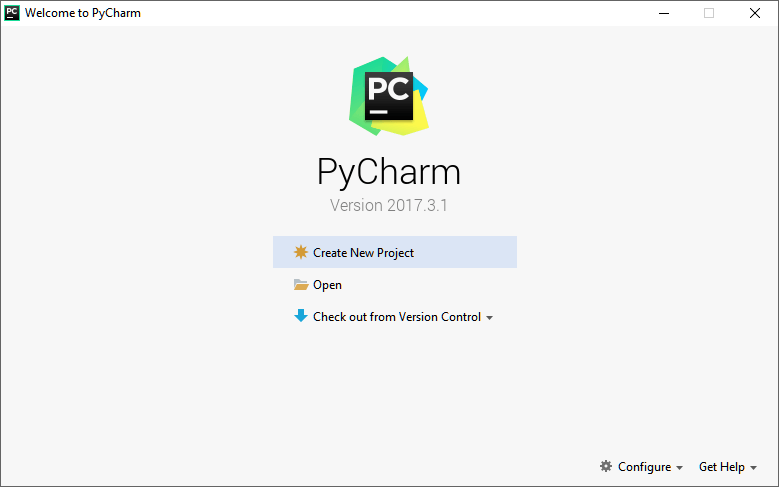 PC Welcome to PyCharm
PC
PyCharm
Version 2017.3.1
Create New Project
Open
Check out from Version Control
Configure Get Help